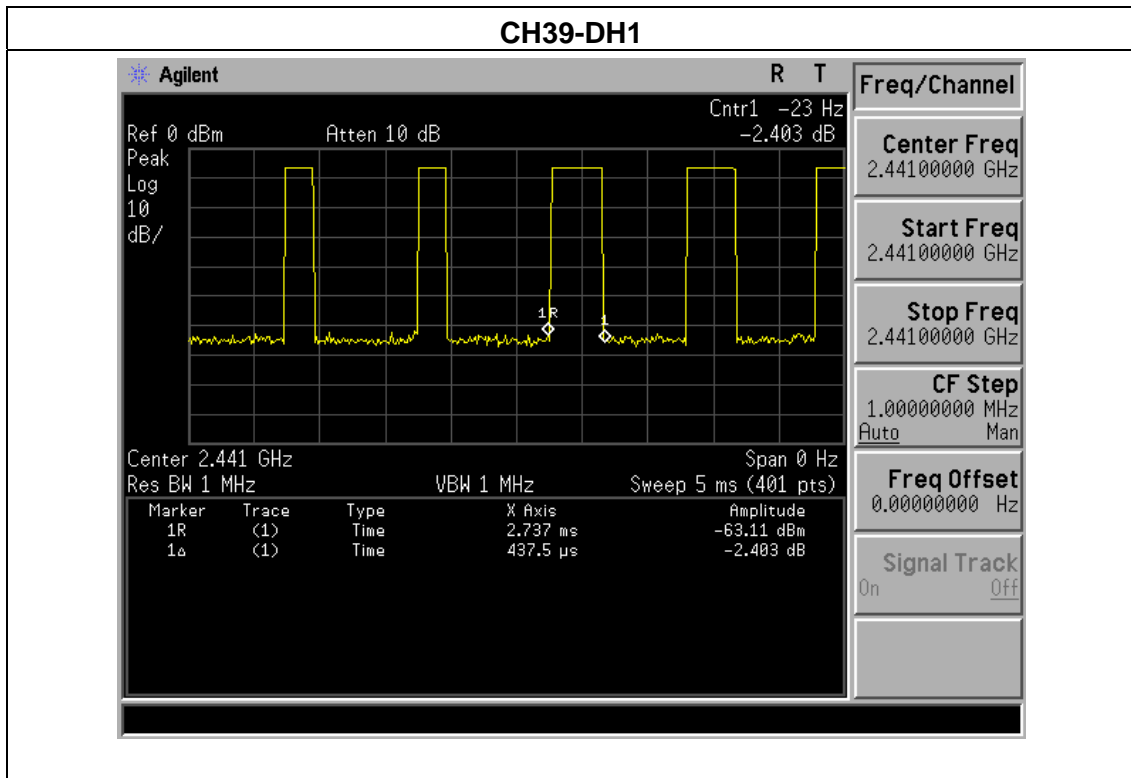 CH39-DH1
Agilent R T
Cntr1 -23 Hz
Ref 0 dBm Atten 10 dB -2.403 dB
Peak
Log
10
dB/
1R
1
Center 2.441 GHz Span 0 Hz
Res BW 1 MHz VBW 1 MHz Sweep 5 ms (401 pts)
Marker Trace Type X Axis Amplitude
1R (1) Time 2.737 ms -63.11 dBm
1Δ (1) Time 437.5 µs -2.403 dB
Freq/Channel
Center Freq
2.44100000 GHz
Start Freq
2.44100000 GHz
Stop Freq
2.44100000 GHz
CF Step
1.00000000 MHz
Auto Man
Freq Offset
0.00000000 Hz
Signal Track
On Off